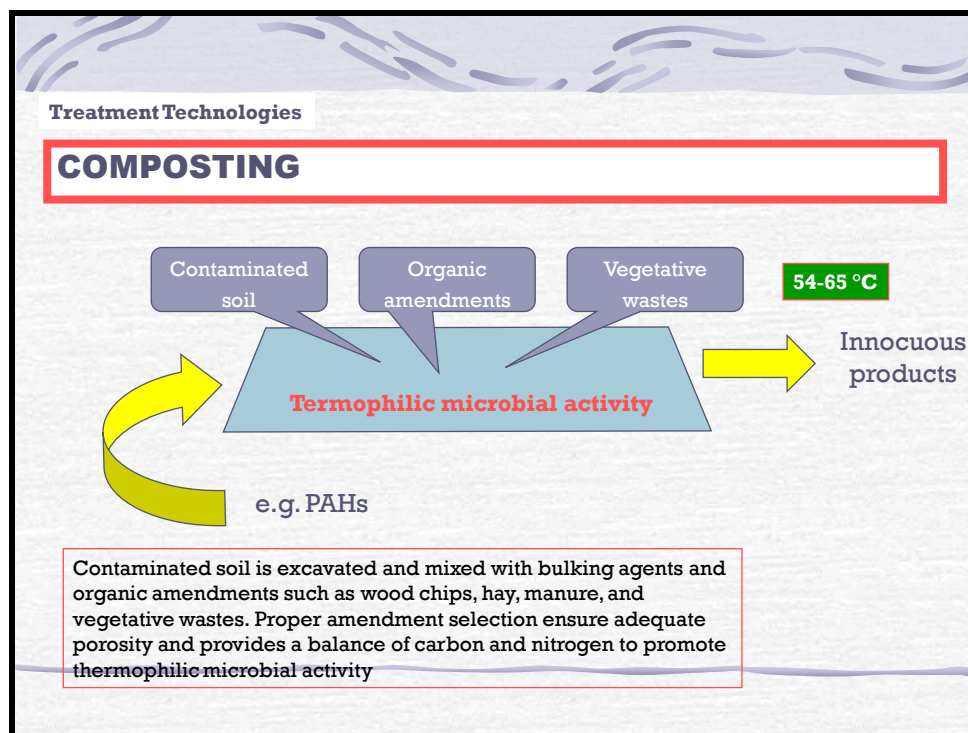 Treatment Technologies
COMPOSTING
Contaminated
soil
Organic
amendments
Vegetative
wastes
54-65 °C
Innocuous
products
Termophilic microbial activity
e.g. PAHs
Contaminated soil is excavated and mixed with bulking agents and
organic amendments such as wood chips, hay, manure, and
vegetative wastes. Proper amendment selection ensure adequate
porosity and provides a balance of carbon and nitrogen to promote
thermophilic microbial activity